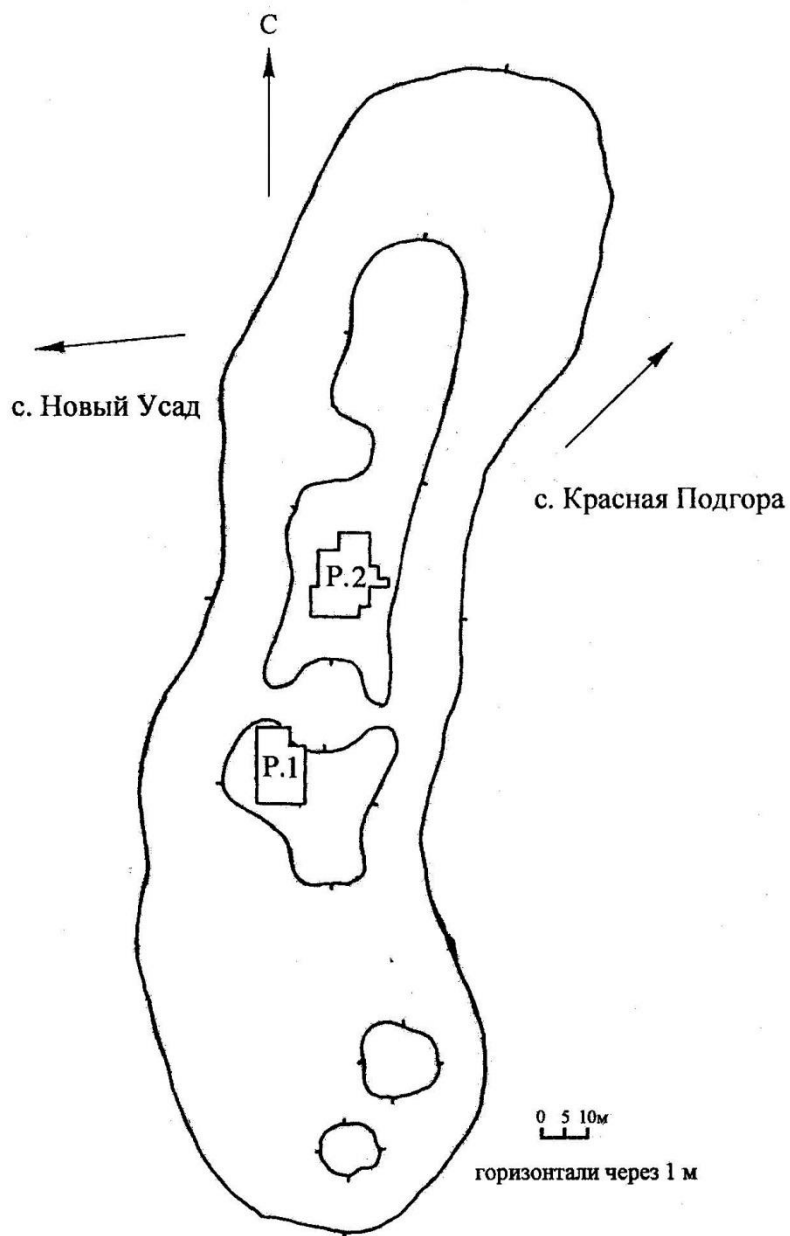 С
с. Новый Усад
с. Красная Подгора
Р.2
Р.1
0 5 10м
горизонтали через 1 м